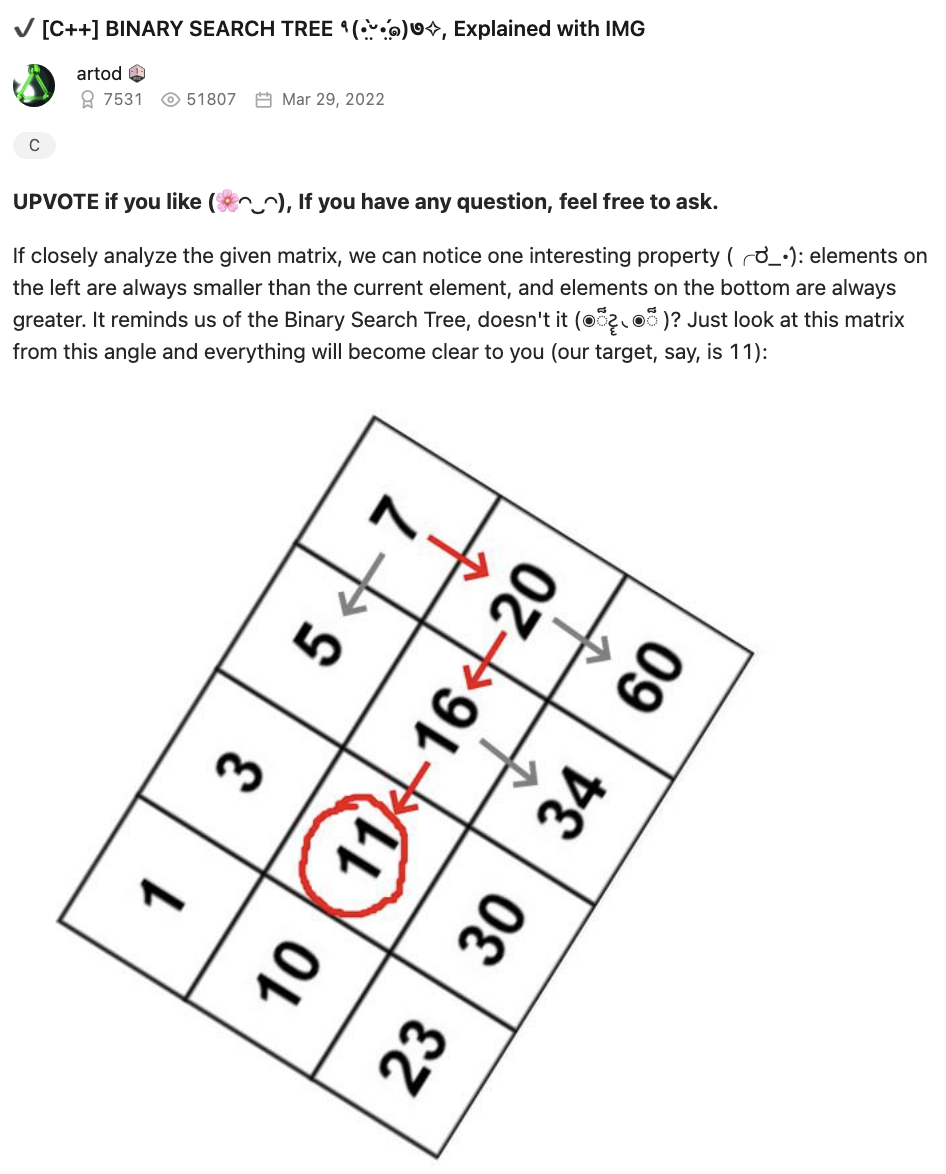 ✔️ [C++] BINARY SEARCH TREE ٩(•̤̀ᵕ•̤́๑)ᵎᵎ✧, Explained with IMG
artod
7531 51807 Mar 29, 2022
C
UPVOTE if you like (🌸◠‿◠), If you have any question, feel free to ask.
If closely analyze the given matrix, we can notice one interesting property ( ╭ರ_•́): elements on
the left are always smaller than the current element, and elements on the bottom are always
greater. It reminds us of the Binary Search Tree, doesn't it ? Just look at this matrix
from this angle and everything will become clear to you (our target, say, is 11):
7 20 60
5 16 34
3 11 30
1 10 23